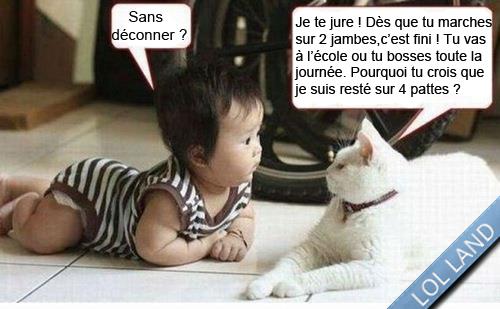 Sans
déconner ?
Je te jure ! Dès que tu marches
sur 2 jambes,c'est fini ! Tu vas
à l'école ou tu bosses toute la
journée. Pourquoi tu crois que
je suis resté sur 4 pattes ?
LOL LAND